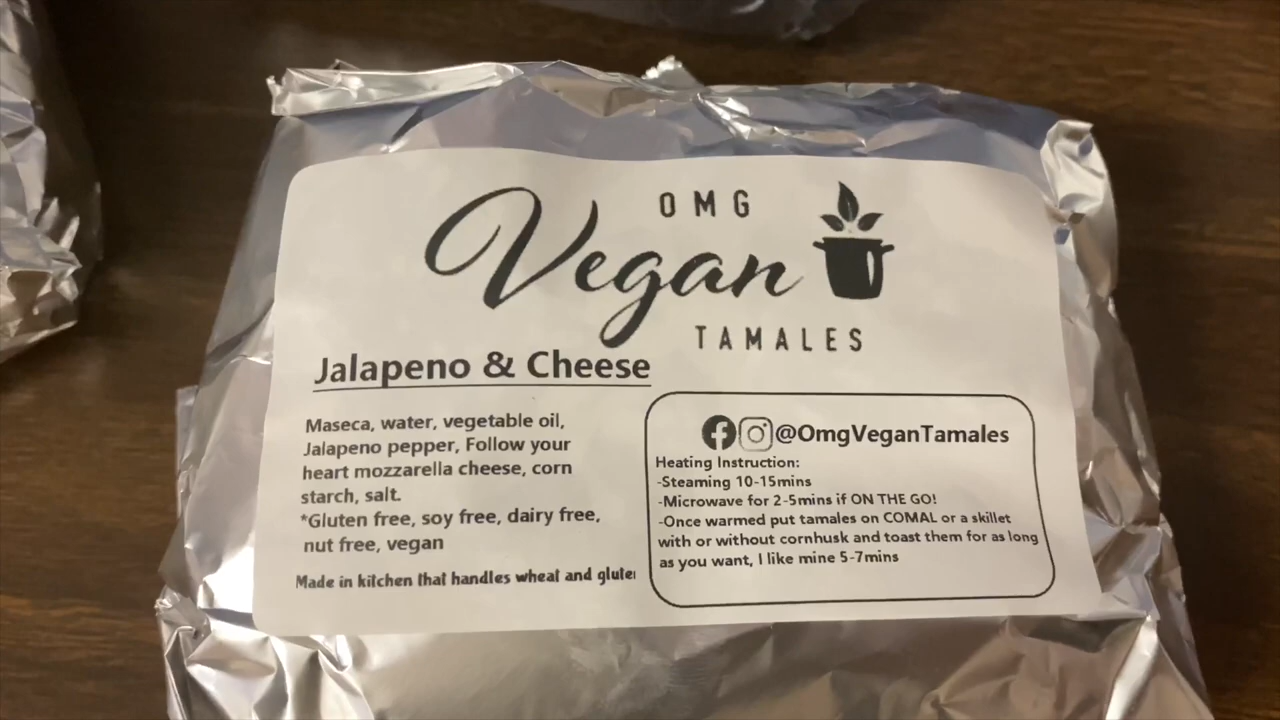 OMG
Vegan
TAMALES
Jalapeno & Cheese
Maseca, water, vegetable oil,
Jalapeno pepper, Follow your
heart mozzarella cheese, corn
starch, salt.
*Gluten free, soy free, dairy free,
nut free, vegan
Made in kitchen that handles wheat and gluter
@OmgVeganTamales
Heating Instruction:
-Steaming 10-15mins
-Microwave for 2-5mins if ON THE GO!
-Once warmed put tamales on COMAL or a skillet
with or without cornhusk and toast them for as long
as you want, I like mine 5-7mins